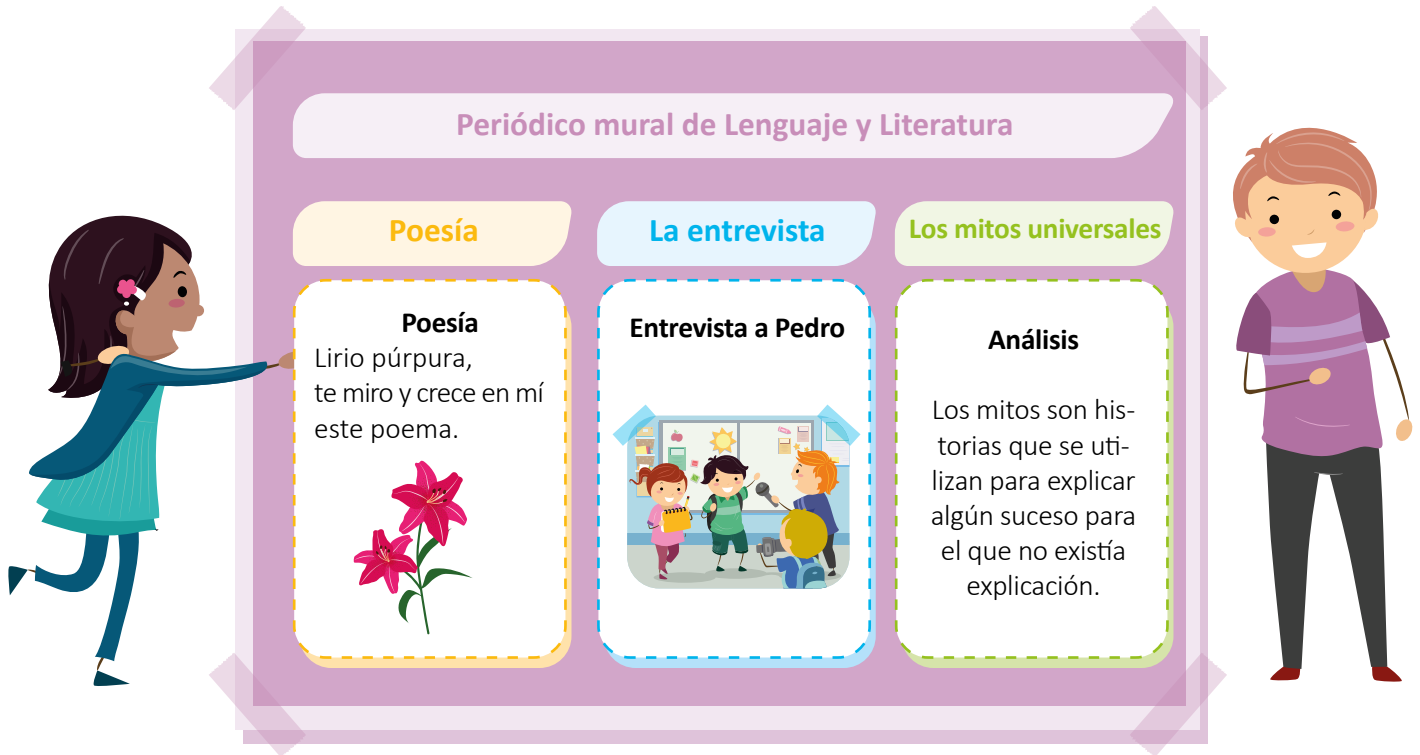 Periódico mural de Lenguaje y Literatura
Poesía
Poesía
Lirio púrpura,
te miro y crece en mí
este poema.
La entrevista
Entrevista a Pedro
Los mitos universales
Análisis
Los mitos son his-
torias que se uti-
lizan para explicar
algún suceso para
el que no existía
explicación.